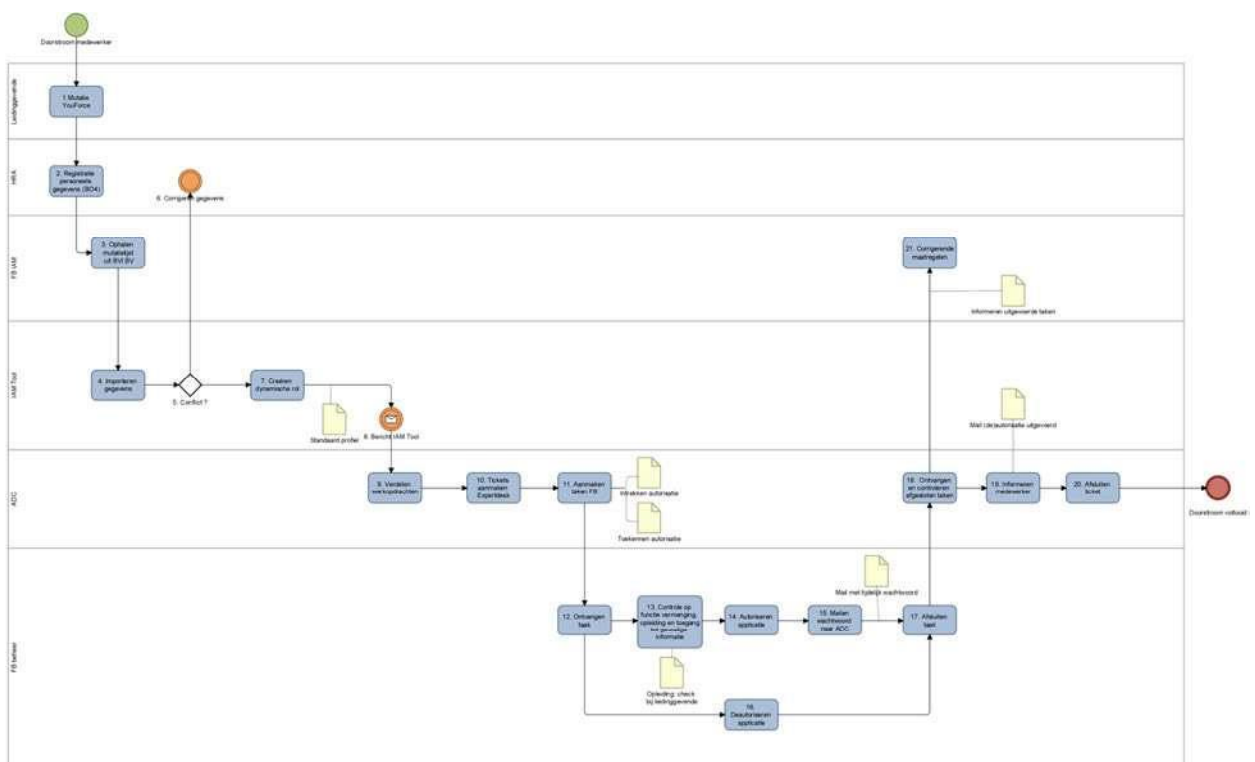 Doorstroom medewerker
Leidinggevende
1 Mutatie
YouForce
HRA
2. Registratie
personele
gegevens (BO4)
6. Corrigeren gegevens
FB IAM
3. Ophalen
mutatielijst
uit BVI BV
21. Corrigerende
maatregelen
Informeren uitgevoerde taken
IAM Tool
4. Importeren
gegevens
5. Conflict ?
7. Creëren
dynamische rol
Standaard profiel
8. Bericht IAM Tool
Mail (de)autorisatie uitgevoerd
ADC
9. Verdelen
werkopdrachten
10. Tickets
aanmaken
Expertdesk
11. Aanmaken
taken FB
Intrekken autorisatie
Toekennen autorisatie
18. Ontvangen
en controleren
afgesloten taken
19. Informeren
medewerker
20. Afsluiten
ticket
Doorstroom voltooid
FB beheer
12. Ontvangen
taak
13. Controle op
functie vermenging,
opleiding en toegang
informatie
Opleiding: check
bij leidinggevende
14. Autoriseren
applicatie
15. Mailen
wachtwoord
naar ADC
Mail met tijdelijk wachtwoord
17. Afsluiten
taak
16.
Deautoriseren
applicatie